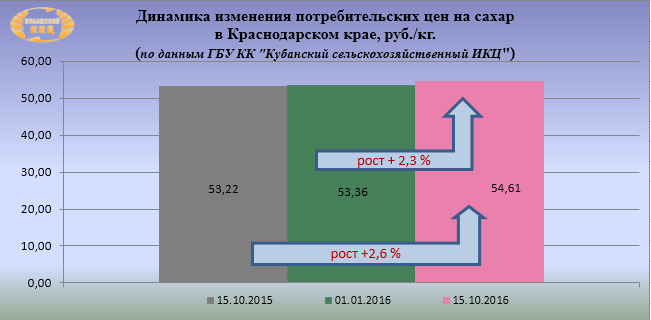 Динамика изменения потребительских цен на сахар
в Краснодарском крае, руб./кг.
(по данным ГБУ КК "Кубанский сельскохозяйственный ИКЦ")
60,00
50,00
40,00
30,00
20,00
10,00
0,00
рост + 2,3 %
53,22
53,36
54,61
рост +2,6 %
15.10.2015
01.01.2016
15.10.2016